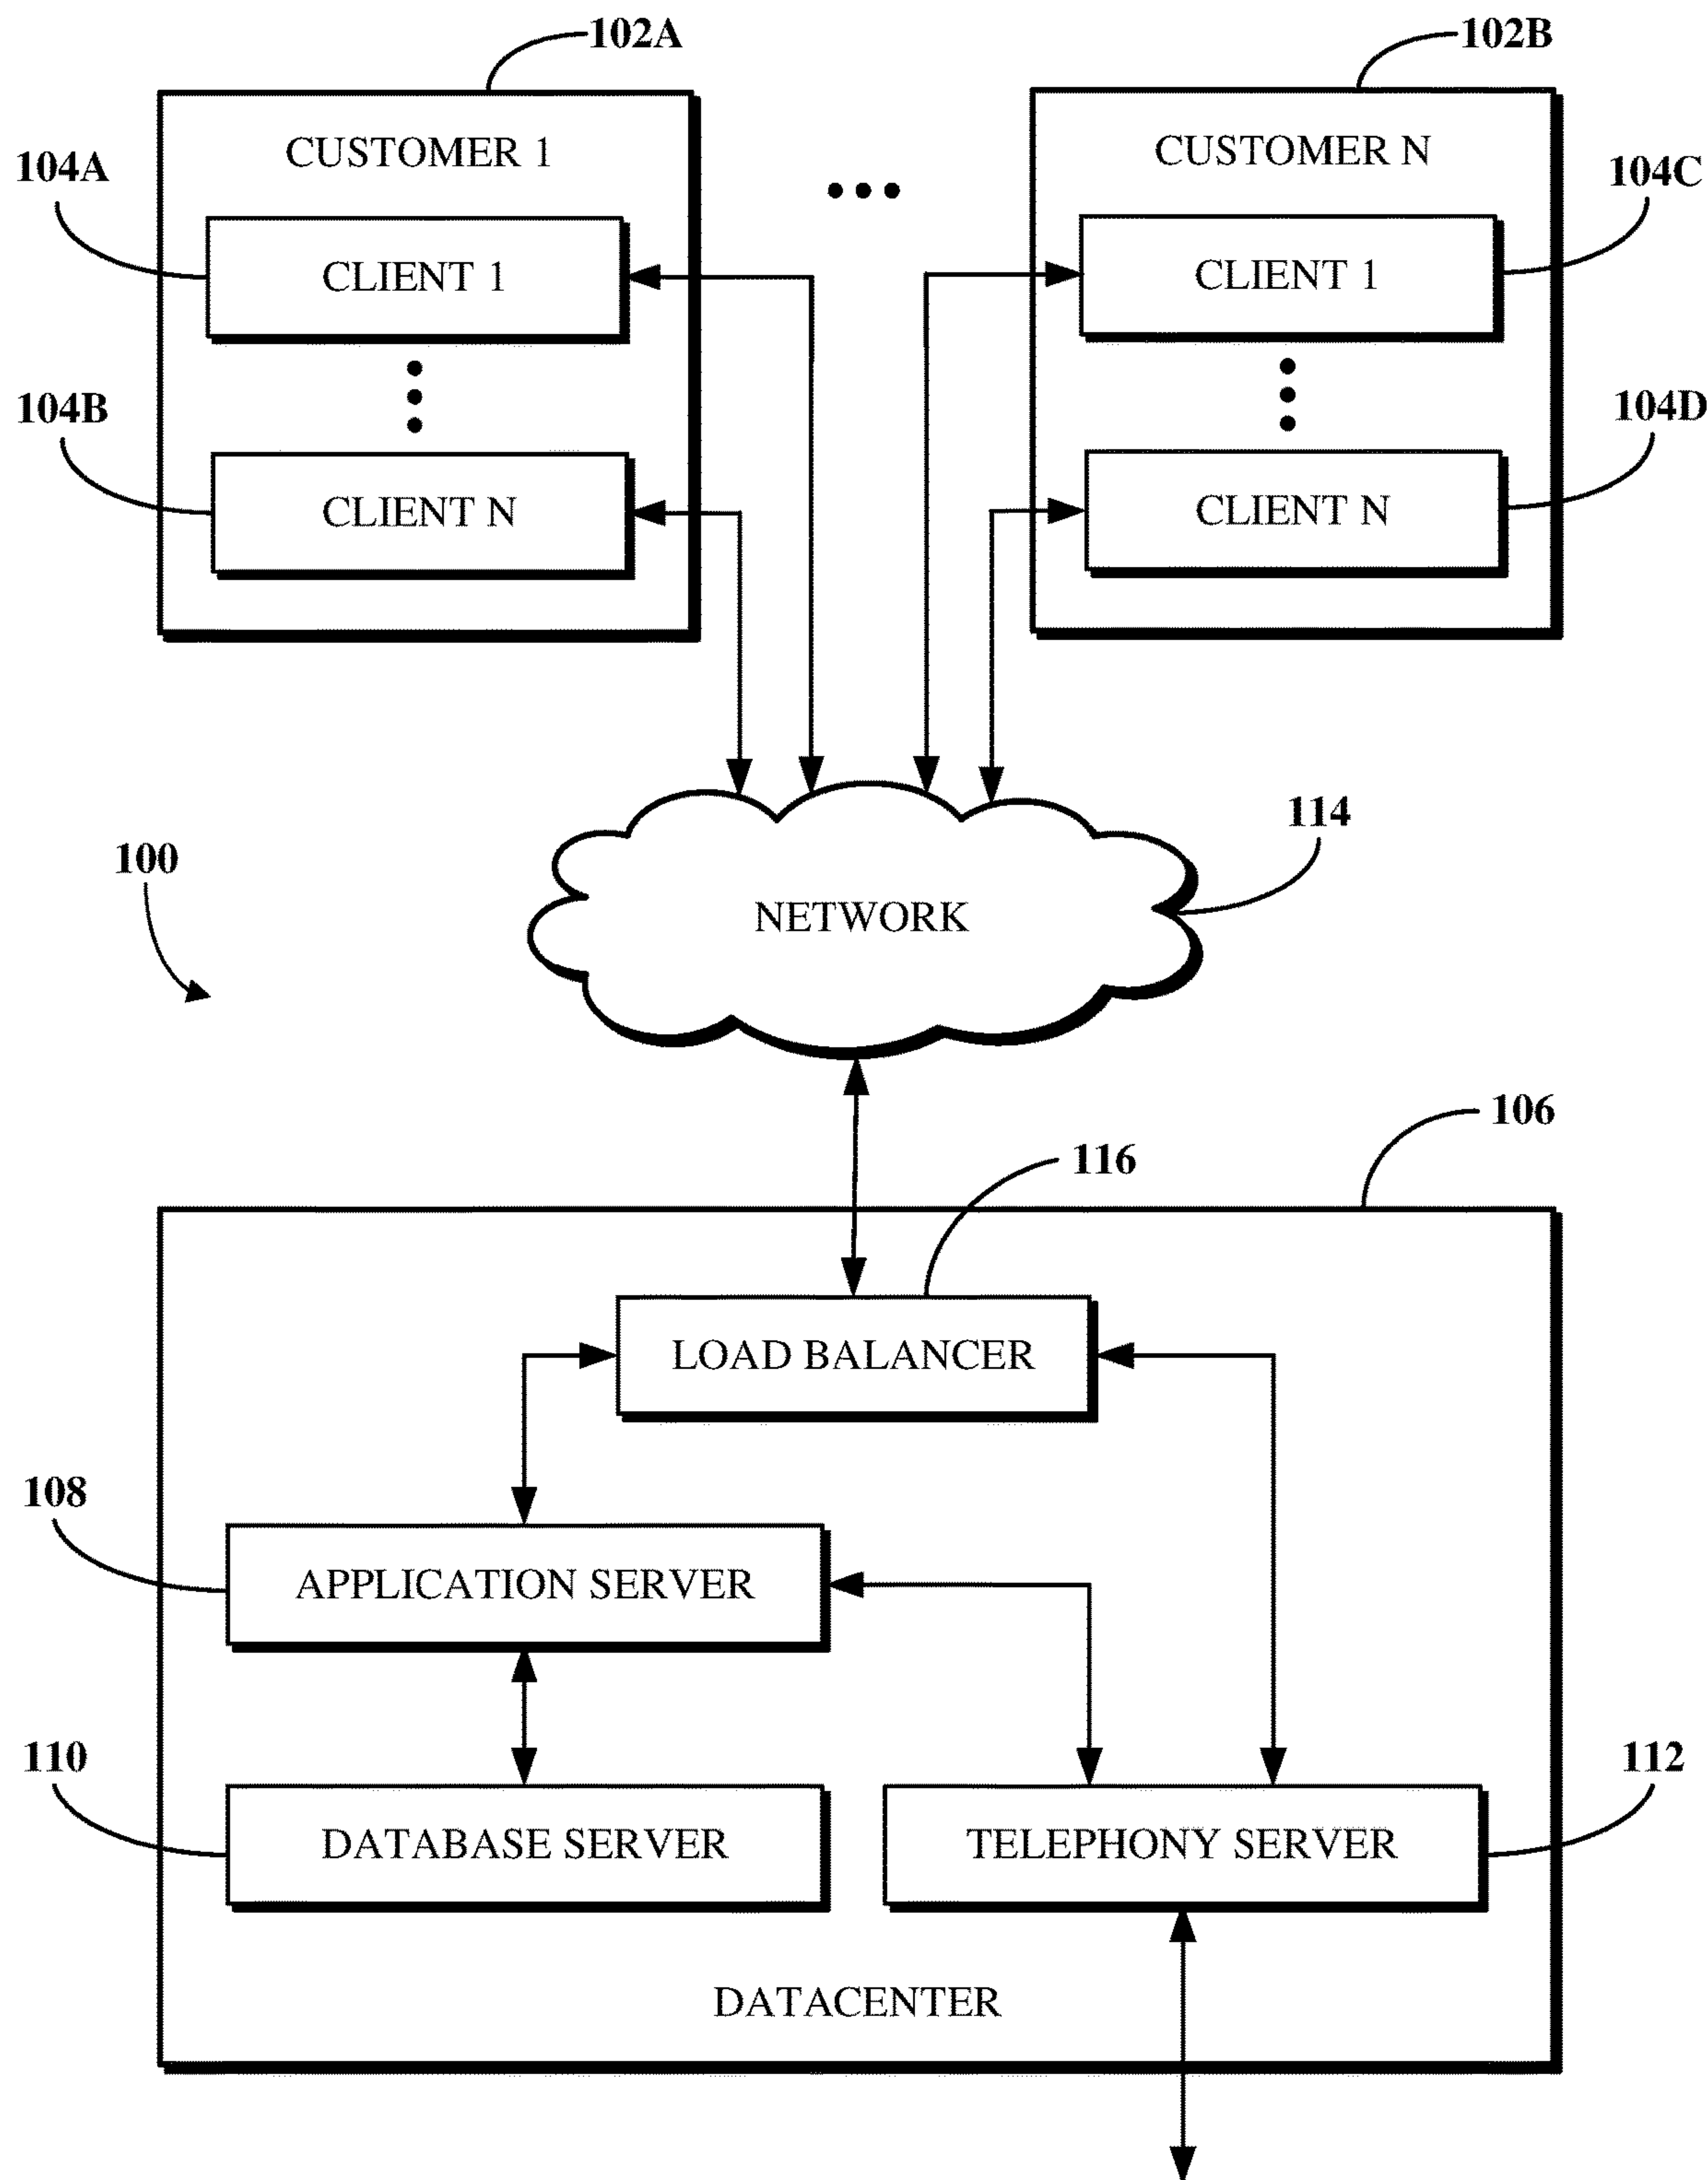 102A
102B
CUSTOMER 1
CUSTOMER N
104A
104C
CLIENT 1
CLIENT 1
104B
104D
CLIENT N
CLIENT N
114
100
NETWORK
106
116
LOAD BALANCER
108
APPLICATION SERVER
110
112
DATABASE SERVER
TELEPHONY SERVER
DATACENTER